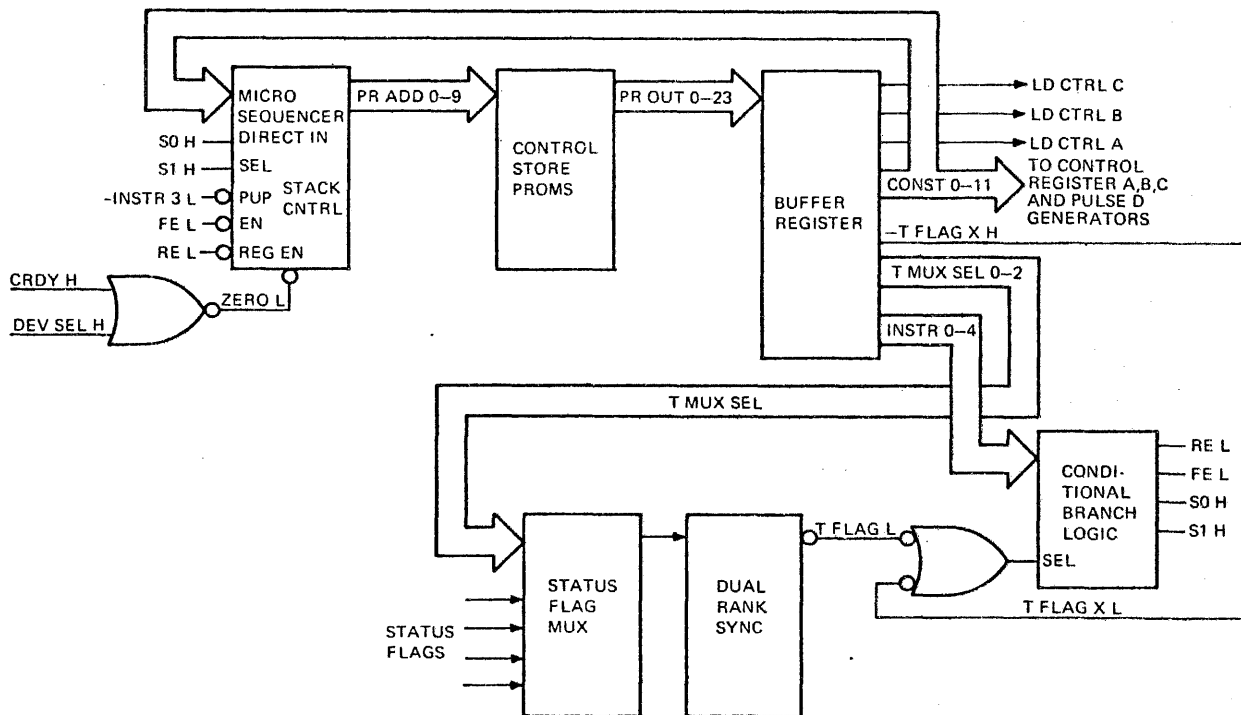 MICRO
SEQUENCER
DIRECT IN
SEL
STACK
PUP
CNTRL
EN
REG EN
S0 H
S1 H
-INSTR 3 L
FE L
RE L
CRDY H
DEV SEL H
ZERO L
PR ADD 0-9
CONTROL
STORE
PROMS
PR OUT 0-23
BUFFER
REGISTER
LD CTRL C
LD CTRL B
LD CTRL A
CONST 0-11
TO CONTROL
REGISTER A,B,C
AND PULSE D
GENERATORS
-T FLAG X H
T MUX SEL 0-2
INSTR 0-4
T MUX SEL
STATUS
FLAGS
STATUS
FLAG
MUX
DUAL
RANK
SYNC
T FLAG L
T FLAG X L
SEL
CONDI-
TIONAL
BRANCH
LOGIC
RE L
FE L
S0 H
S1 H